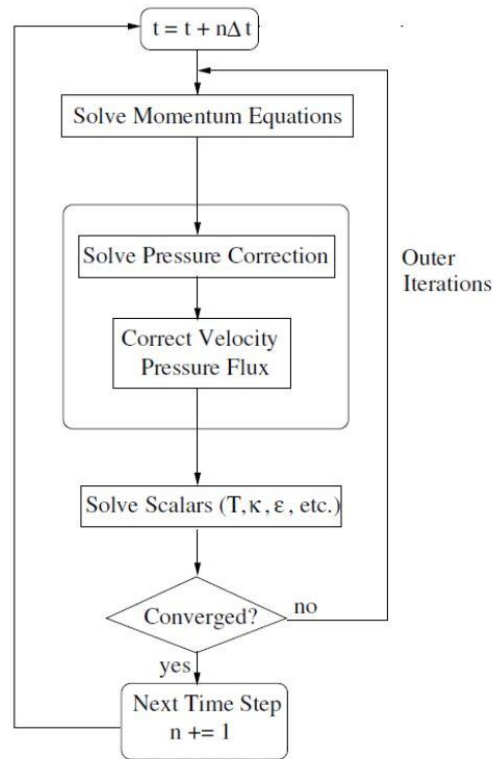 t = t + nΔt
Solve Momentum Equations
Solve Pressure Correction
Outer
Iterations
Correct Velocity
Pressure Flux
Solve Scalars (T,κ,ε, etc.)
Converged?
no
yes
Next Time Step
n += 1